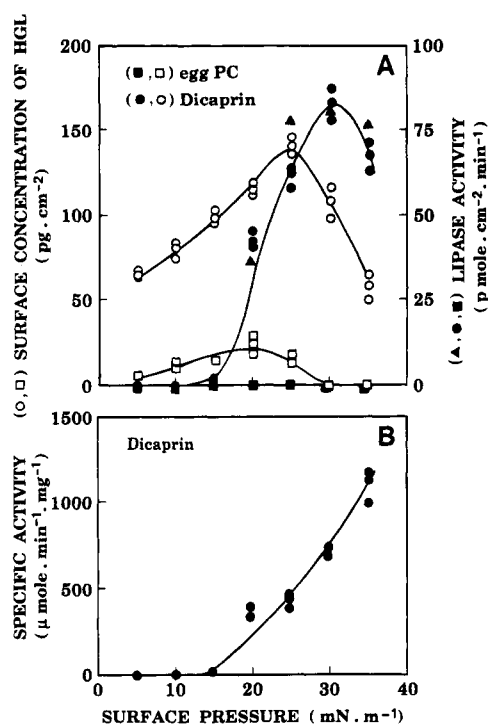 (○,□) SURFACE CONCENTRATION OF HGL
(pg.cm⁻²)
200
150
100
50
0
(■,□) egg PC
(●,○) Dicaprin
A
100
75
50
25
0
(▲,●,■) LIPASE ACTIVITY
(p mole.cm⁻².min⁻¹)
SPECIFIC ACTIVITY
(μ mole.min⁻¹.mg⁻¹)
1500
1000
500
0
Dicaprin
B
0 10 20 30 40
SURFACE PRESSURE (mN.m⁻¹)